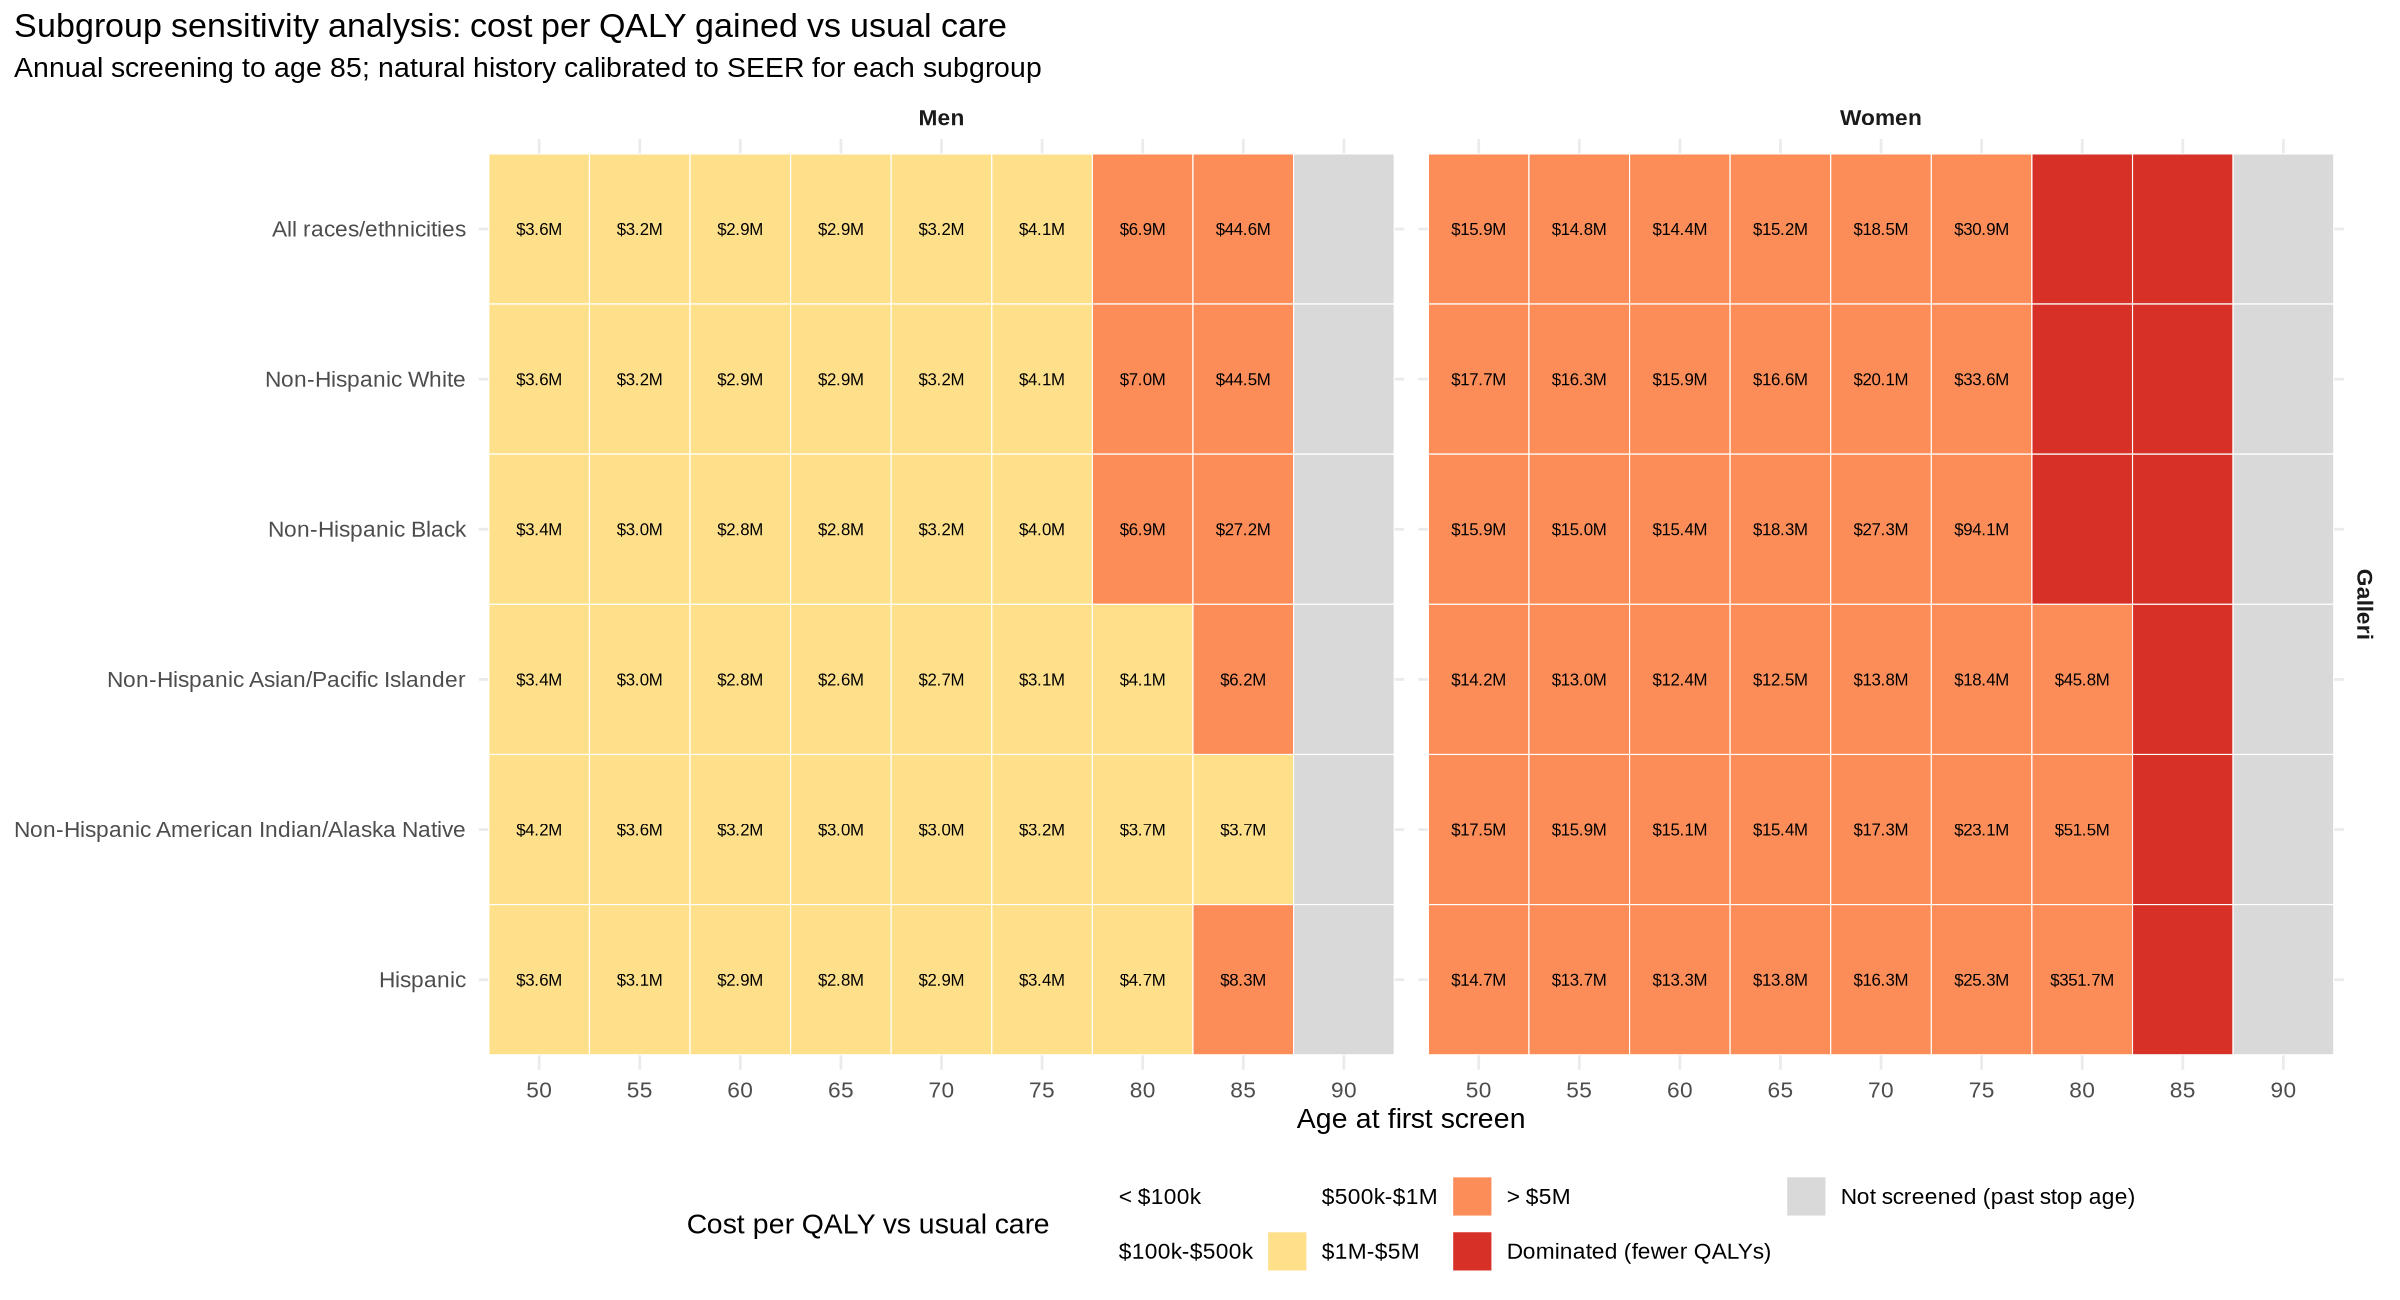 Subgroup sensitivity analysis: cost per QALY gained vs usual care
Annual screening to age 85; natural history calibrated to SEER for each subgroup
Men Women
All races/ethnicities $3.6M $3.2M $2.9M $2.9M $3.2M $4.1M $6.9M $44.6M $15.9M $14.8M $14.4M $15.2M $18.5M $30.9M
Non-Hispanic White $3.6M $3.2M $2.9M $2.9M $3.2M $4.1M $7.0M $44.5M $17.7M $16.3M $15.9M $16.6M $20.1M $33.6M
Non-Hispanic Black $3.4M $3.0M $2.8M $2.8M $3.2M $4.0M $6.9M $27.2M $15.9M $15.0M $15.4M $18.3M $27.3M $94.1M
Galleri
Non-Hispanic Asian/Pacific Islander $3.4M $3.0M $2.8M $2.6M $2.7M $3.1M $4.1M $6.2M $14.2M $13.0M $12.4M $12.5M $13.8M $18.4M $45.8M
Non-Hispanic American Indian/Alaska Native $4.2M $3.6M $3.2M $3.0M $3.0M $3.2M $3.7M $3.7M $17.5M $15.9M $15.1M $15.4M $17.3M $23.1M $51.5M
Hispanic $3.6M $3.1M $2.9M $2.8M $2.9M $3.4M $4.7M $8.3M $14.7M $13.7M $13.3M $13.8M $16.3M $25.3M $351.7M
50 55 60 65 70 75 80 85 90 50 55 60 65 70 75 80 85 90
Age at first screen
Cost per QALY vs usual care
< $100k $500k-$1M > $5M Not screened (past stop age)
$100k-$500k $1M-$5M Dominated (fewer QALYs)